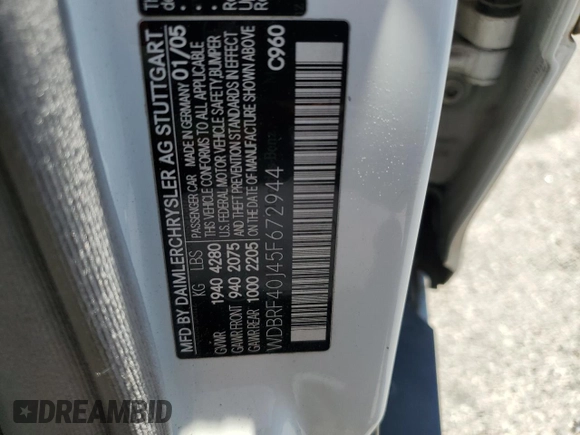 MFD BY DAIMLERCHRYSLER AG STUTTGART
KG LBS PASSENGER CAR MADE IN GERMANY 01/05
GVWR 1940 4280 THIS VEHICLE CONFORMS TO ALL APPLICABLE
U.S. FEDERAL MOTOR VEHICLE SAFETY, BUMPER
GAWR FRONT 940 2075 AND THEFT PREVENTION STANDARDS IN EFFECT
GAWR REAR 1000 2205 ON THE DATE OF MANUFACTURE SHOWN ABOVE
WDBRF40J45F672944 C960
DREAMBID